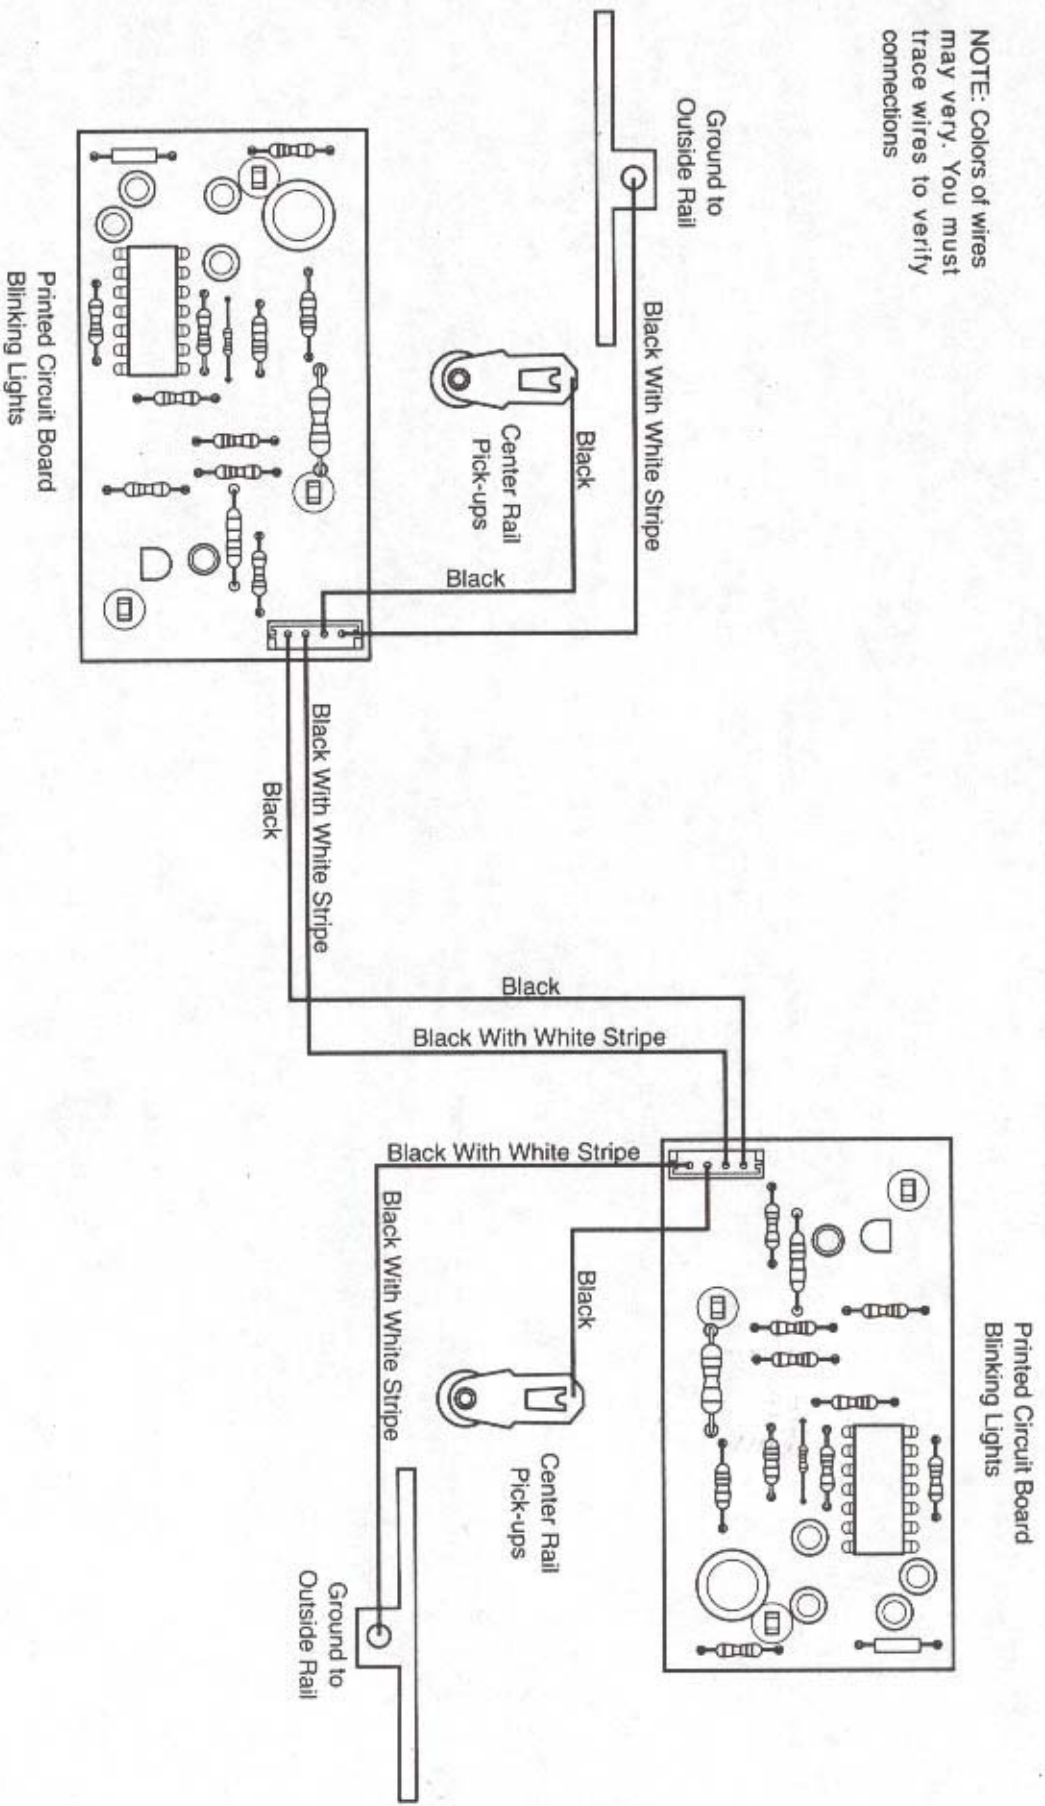 NOTE: Colors of wires
may very. You must
trace wires to verify
connections
Ground to
Outside Rail
Black With White Stripe
Black
Center Rail
Pick-ups
Black
Printed Circuit Board
Blinking Lights
Black With White Stripe
Black
Black
Black With White Stripe
Black With White Stripe
Black With White Stripe
Black
Center Rail
Pick-ups
Ground to
Outside Rail
Printed Circuit Board
Blinking Lights